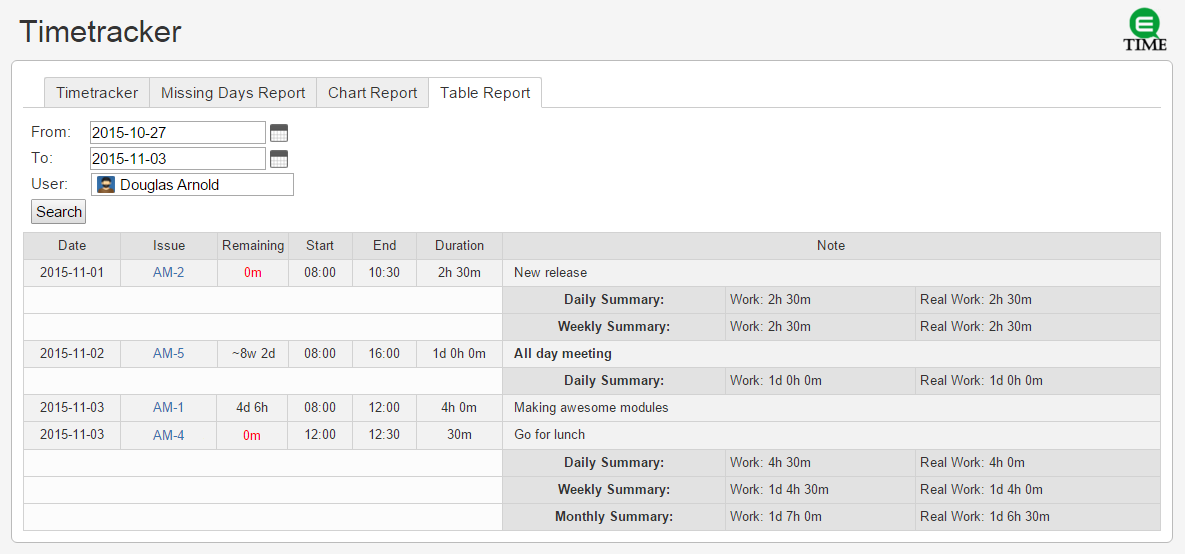 Timetracker
E
TIME
Timetracker Missing Days Report Chart Report Table Report
From: 2015-10-27
To: 2015-11-03
User: Douglas Arnold
Search
Date Issue Remaining Start End Duration Note
2015-11-01 AM-2 0m 08:00 10:30 2h 30m New release
Daily Summary: Work: 2h 30m Real Work: 2h 30m
Weekly Summary: Work: 2h 30m Real Work: 2h 30m
2015-11-02 AM-5 ~8w 2d 08:00 16:00 1d 0h 0m All day meeting
Daily Summary: Work: 1d 0h 0m Real Work: 1d 0h 0m
2015-11-03 AM-1 4d 6h 08:00 12:00 4h 0m Making awesome modules
2015-11-03 AM-4 0m 12:00 12:30 30m Go for lunch
Daily Summary: Work: 4h 30m Real Work: 4h 0m
Weekly Summary: Work: 1d 4h 30m Real Work: 1d 4h 0m
Monthly Summary: Work: 1d 7h 0m Real Work: 1d 6h 30m